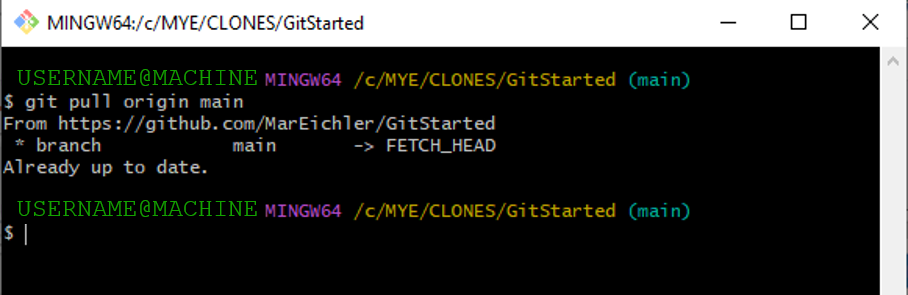 MINGW64:/c/MYE/CLONES/GitStarted
USERNAME@MACHINE MINGW64 /c/MYE/CLONES/GitStarted (main)
$ git pull origin main
From https://github.com/MarEichler/GitStarted
 * branch            main       -> FETCH_HEAD
Already up to date.
USERNAME@MACHINE MINGW64 /c/MYE/CLONES/GitStarted (main)
$